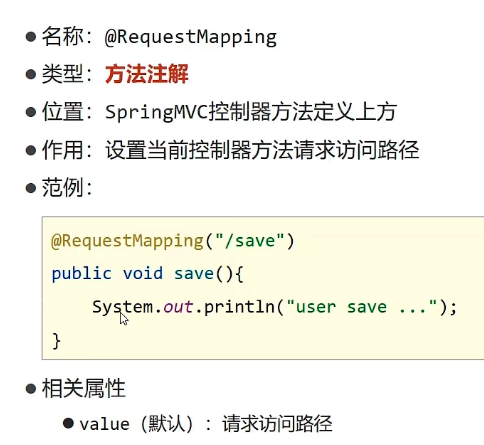 名称：@RequestMapping
类型：方法注解
位置：SpringMVC控制器方法定义上方
作用：设置当前控制器方法请求访问路径
范例：
@RequestMapping("/save")
public void save(){
System.out.println("user save ...");
}
相关属性
value（默认）：请求访问路径